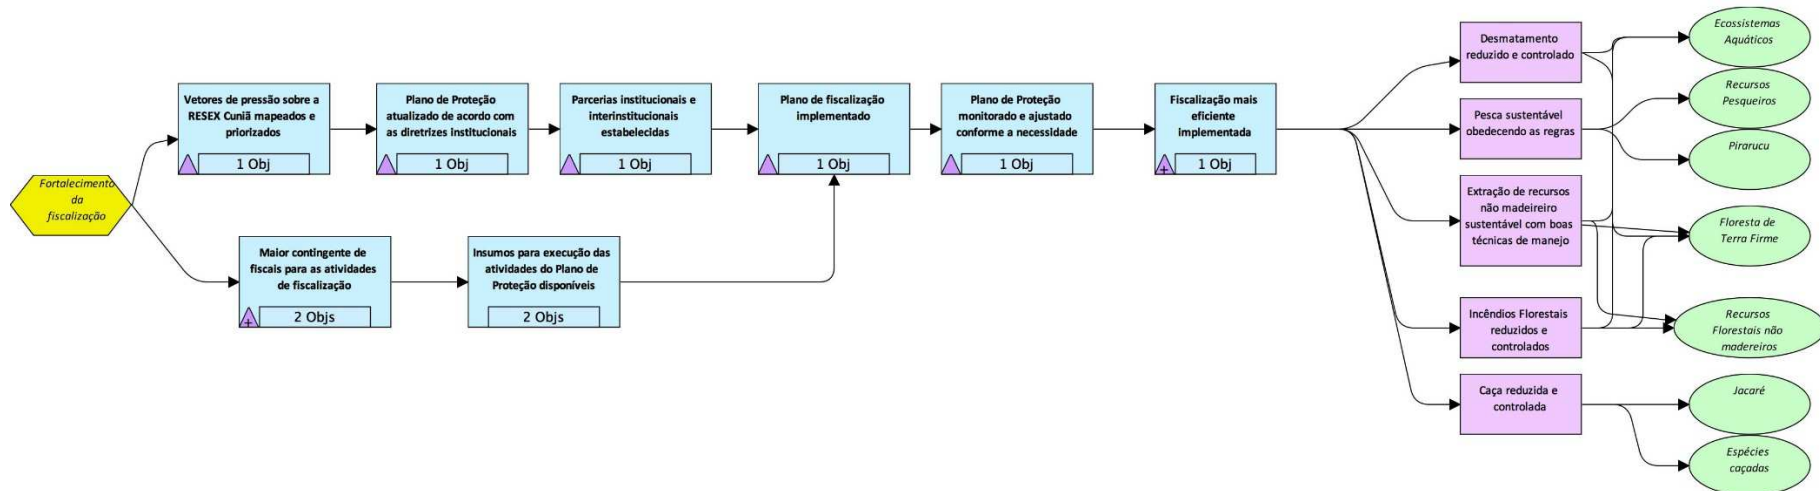 Fortalecimento
da
fiscalização
Vetores de pressão sobre a
RESEX Cuniã mapeados e
priorizados
1 Obj
Plano de Proteção
atualizado de acordo com
as diretrizes institucionais
1 Obj
Parcerias institucionais e
interinstitucionais
estabelecidas
1 Obj
Plano de fiscalização
implementado
1 Obj
Plano de Proteção
monitorado e ajustado
conforme a necessidade
1 Obj
Fiscalização mais
eficiente
implementada
+
1 Obj
Maior contingente de
fiscais para as atividades
de fiscalização
+
2 Objs
Insumos para execução das
atividades do Plano de
Proteção disponíveis
2 Objs
Desmatamento
reduzido e controlado
Pesca sustentável
obedecendo as regras
Extração de recursos
não madeireiro
sustentável com boas
técnicas de manejo
Incêndios Florestais
reduzidos e
controlados
Caça reduzida e
controlada
Ecossistemas
Aquáticos
Recursos
Pesqueiros
Pirarucu
Floresta de
Terra Firme
Recursos
Florestais não
madereiros
Jacaré
Espécies
caçadas